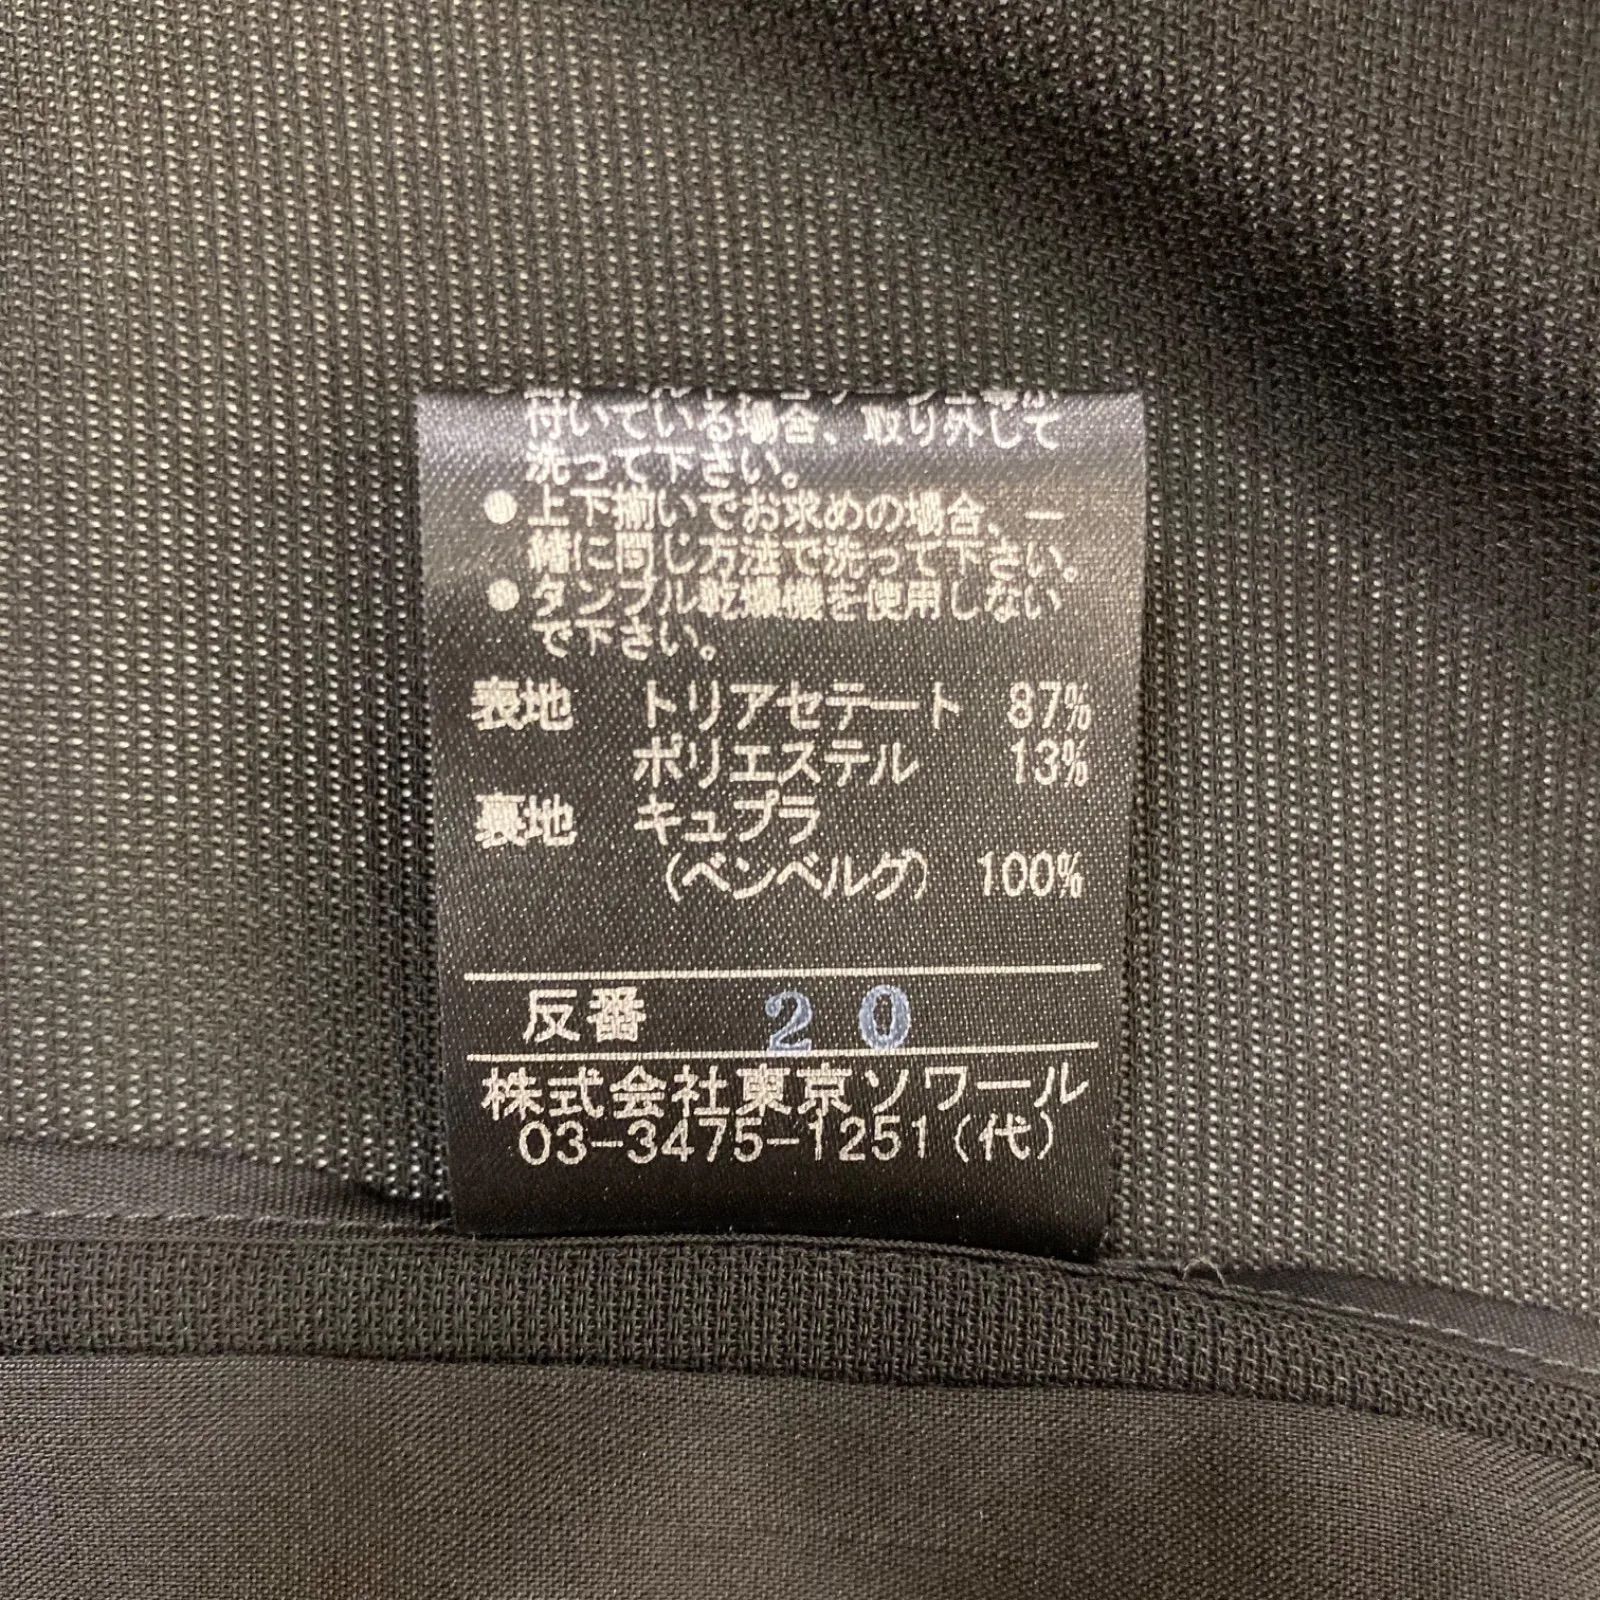 付いている場合、取り外して
洗って下さい。
●上下揃いでお求めの場合、一
緒に同じ方法で洗って下さい。
●タンブル乾燥機を使用しない
で下さい。
表地 トリアセテート 87%
ポリエステル 13%
裏地 キュプラ
(ベンベルグ) 100%
反番 20
株式会社東京ソワール
03-3475-1251(代)